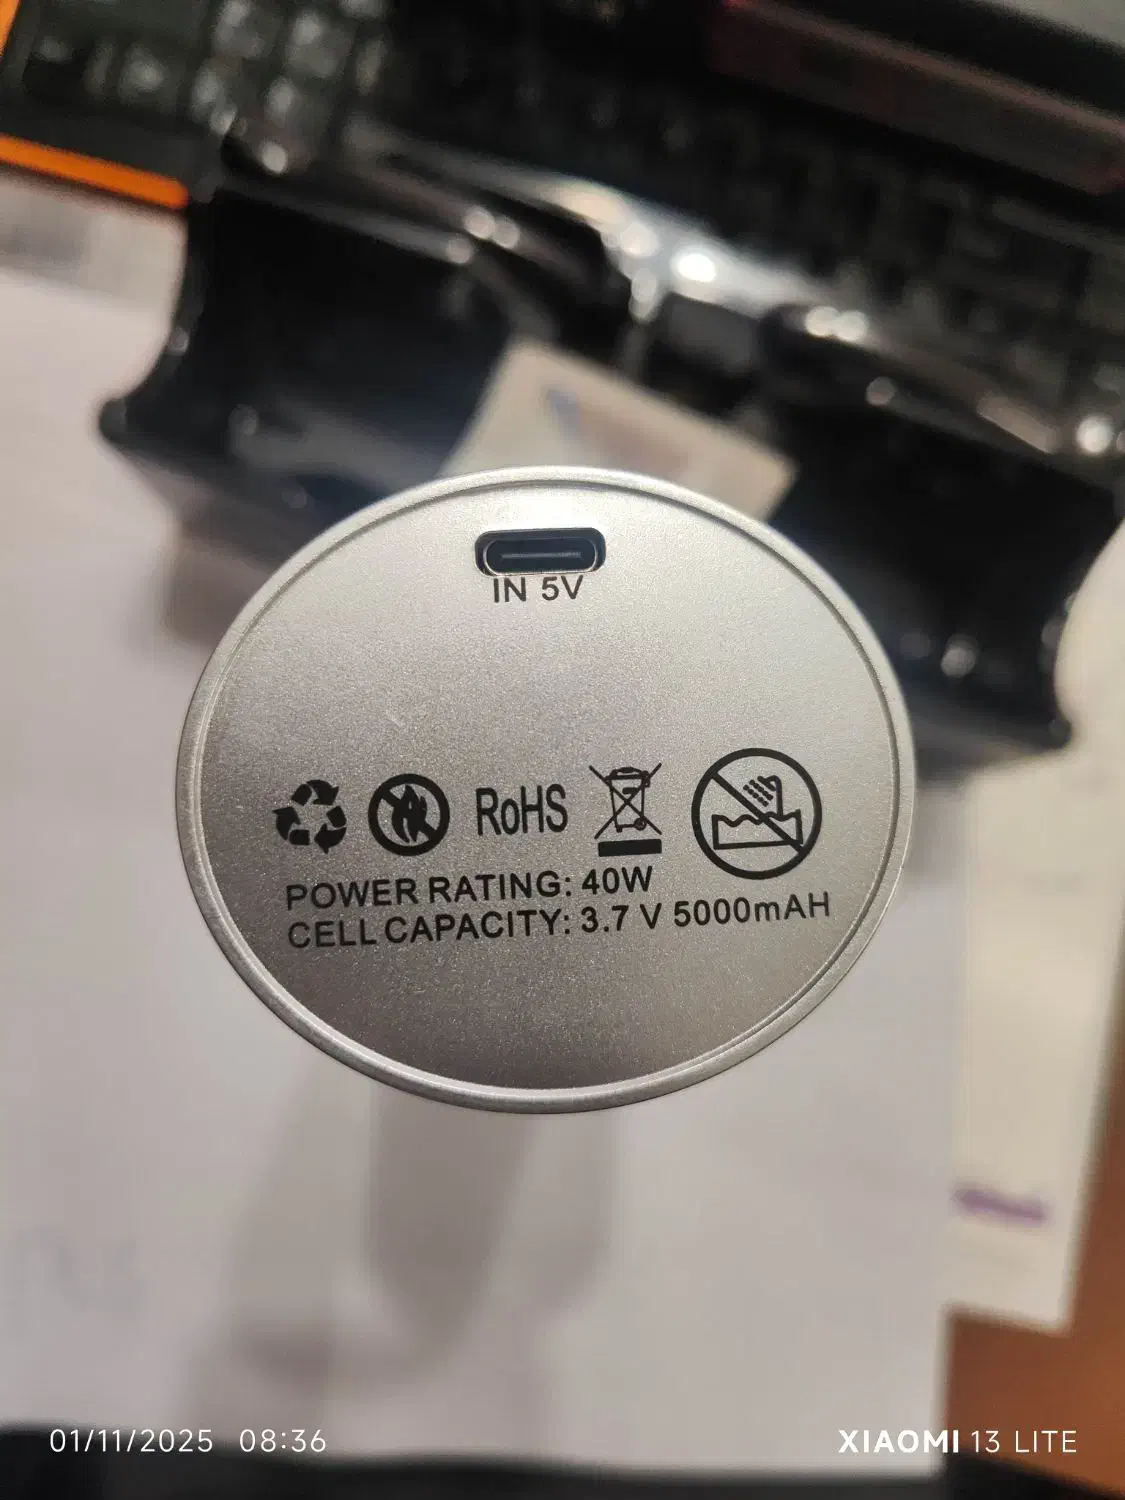 IN 5V
RoHS
POWER RATING: 40W
CELL CAPACITY: 3.7 V 5000mAH
01/11/2025 08:36
XIAOMI 13 LITE